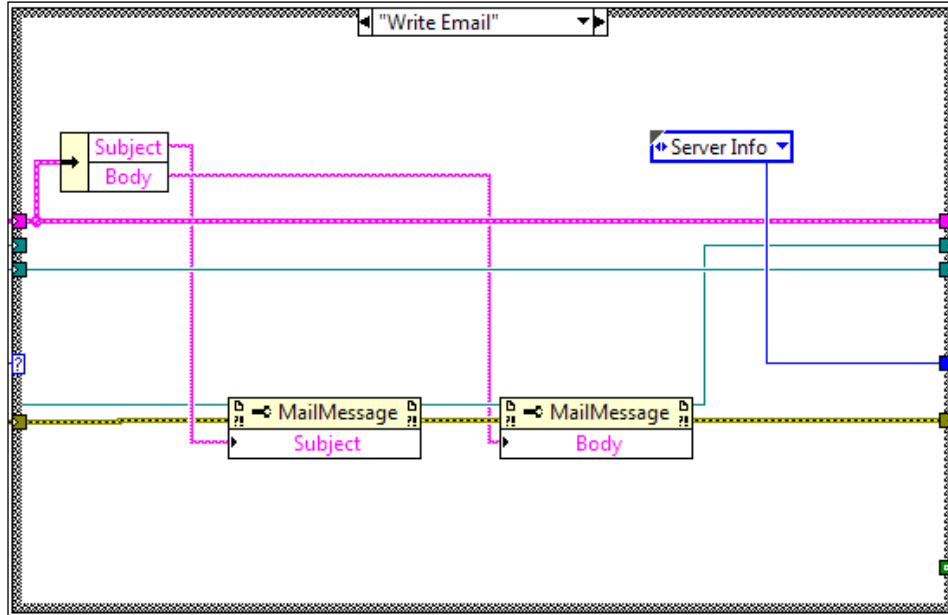 "Write Email"
Subject
Body
Server Info
?
MailMessage
Subject
MailMessage
Body